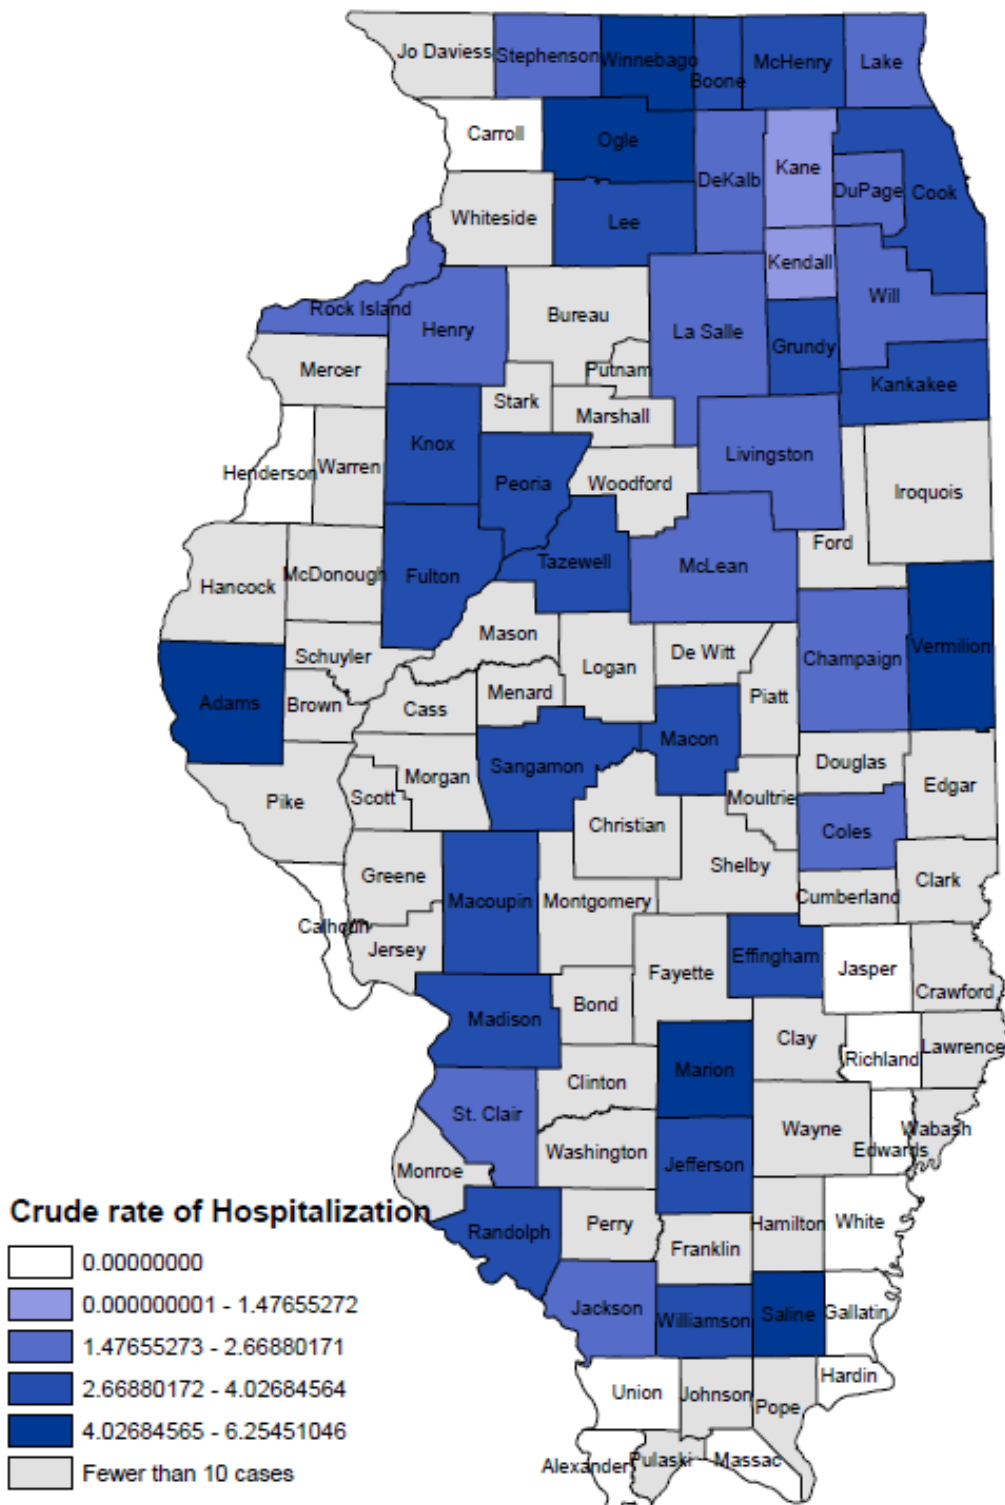 Jo Daviess
Stephenson
Winnebago
Boone
McHenry
Lake
Carroll
Ogle
DeKalb
Kane
DuPage
Cook
Whiteside
Lee
Kendall
Will
Rock Island
Henry
Bureau
La Salle
Grundy
Kankakee
Mercer
Putnam
Stark
Marshall
Knox
Henderson
Warren
Peoria
Woodford
Livingston
Iroquois
Ford
Hancock
McDonough
Fulton
Tazewell
McLean
Mason
Schuyler
Logan
De Witt
Champaign
Vermilion
Adams
Brown
Cass
Menard
Piatt
Macon
Sangamon
Morgan
Scott
Pike
Douglas
Edgar
Moultrie
Christian
Coles
Shelby
Greene
Macoupin
Montgomery
Cumberland
Clark
Calhoun
Jersey
Effingham
Jasper
Fayette
Crawford
Bond
Madison
Clay
Richland
Lawrence
Marion
Clinton
St. Clair
Wayne
Edwards
Wabash
Washington
Jefferson
Monroe
Crude rate of Hospitalization
Randolph
Perry
Franklin
Hamilton
White
0.00000000
0.000000001 - 1.47655272
Jackson
Williamson
Saline
Gallatin
1.47655273 - 2.66880171
2.66880172 - 4.02684564
Union
Johnson
Pope
Hardin
4.02684565 - 6.25451046
Fewer than 10 cases
Alexander
Pulaski
Massac